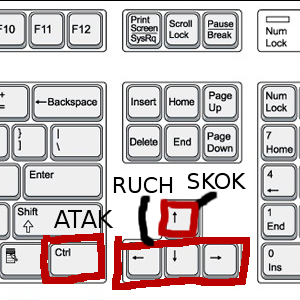 F10 F11 F12 Print Screen SysRq Scroll Lock Pause Break Num Lock
+ = ←Backspace Insert Home Page Up Num Lock
} ] | \ Delete End Page Down 7 Home
Enter 4 ←
RUCH SKOK
Shift ⇧ ATAK ↑ 1 End
Ctrl ← ↓ → 0 Ins